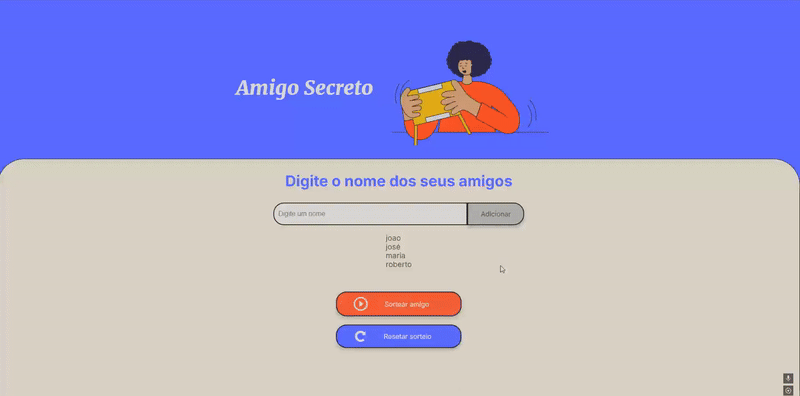 Amigo Secreto
Digite o nome dos seus amigos
Digite um nome
Adicionar
joao
josé
maria
roberto
Sortear amigo
Resetar sorteio